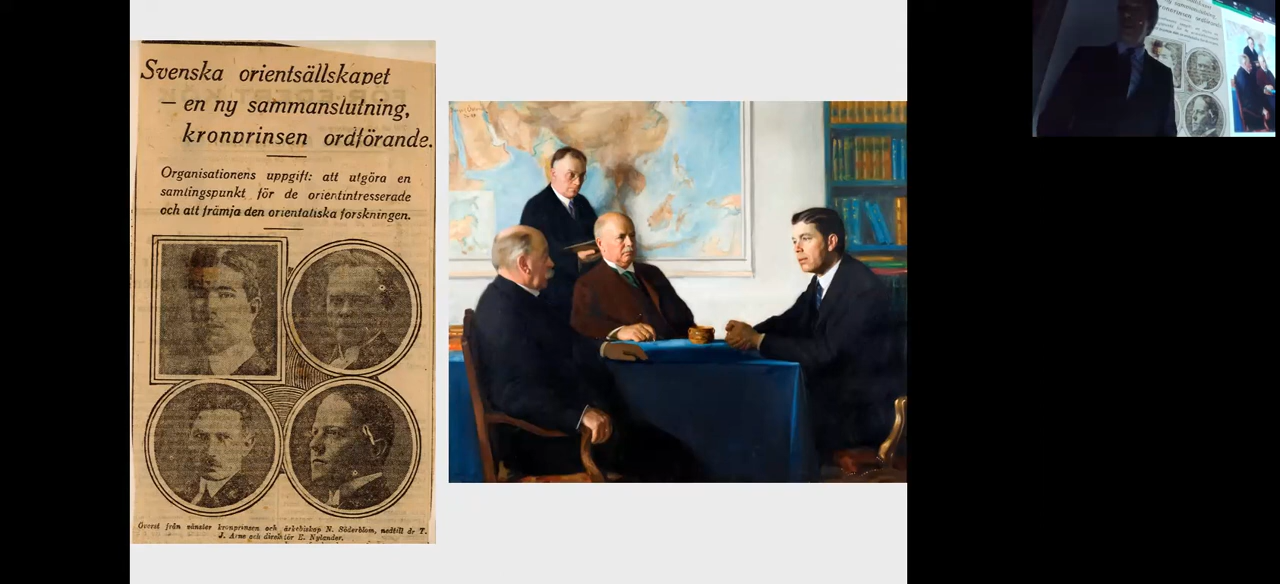 Svenska orientsällskapet
– en ny sammanslutning,
kronprinsen ordförande.
Organisationens uppgift: att utgöra en
samlingspunkt för de orientintresserade
och att främja den orientaliska forskningen.
Överst från vänster kronprinsen och ärkebiskop N. Söderblom, nedtill dr T.
J. Arne och direktör E. Nylander.